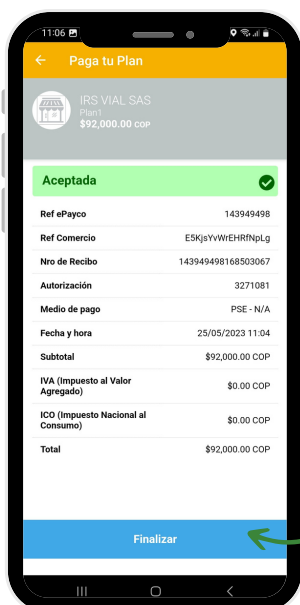 11:06
Paga tu Plan
IRS VIAL SAS
Plan1
$92,000.00 COP
Aceptada
Ref ePayco 143949498
Ref Comercio E5KjsYvWrEHRfNpLg
Nro de Recibo 143949498168503067
Autorización 3271081
Medio de pago PSE - N/A
Fecha y hora 25/05/2023 11:04
Subtotal $92,000.00 COP
IVA (Impuesto al Valor
Agregado) $0.00 COP
ICO (Impuesto Nacional al
Consumo) $0.00 COP
Total $92,000.00 COP
Finalizar